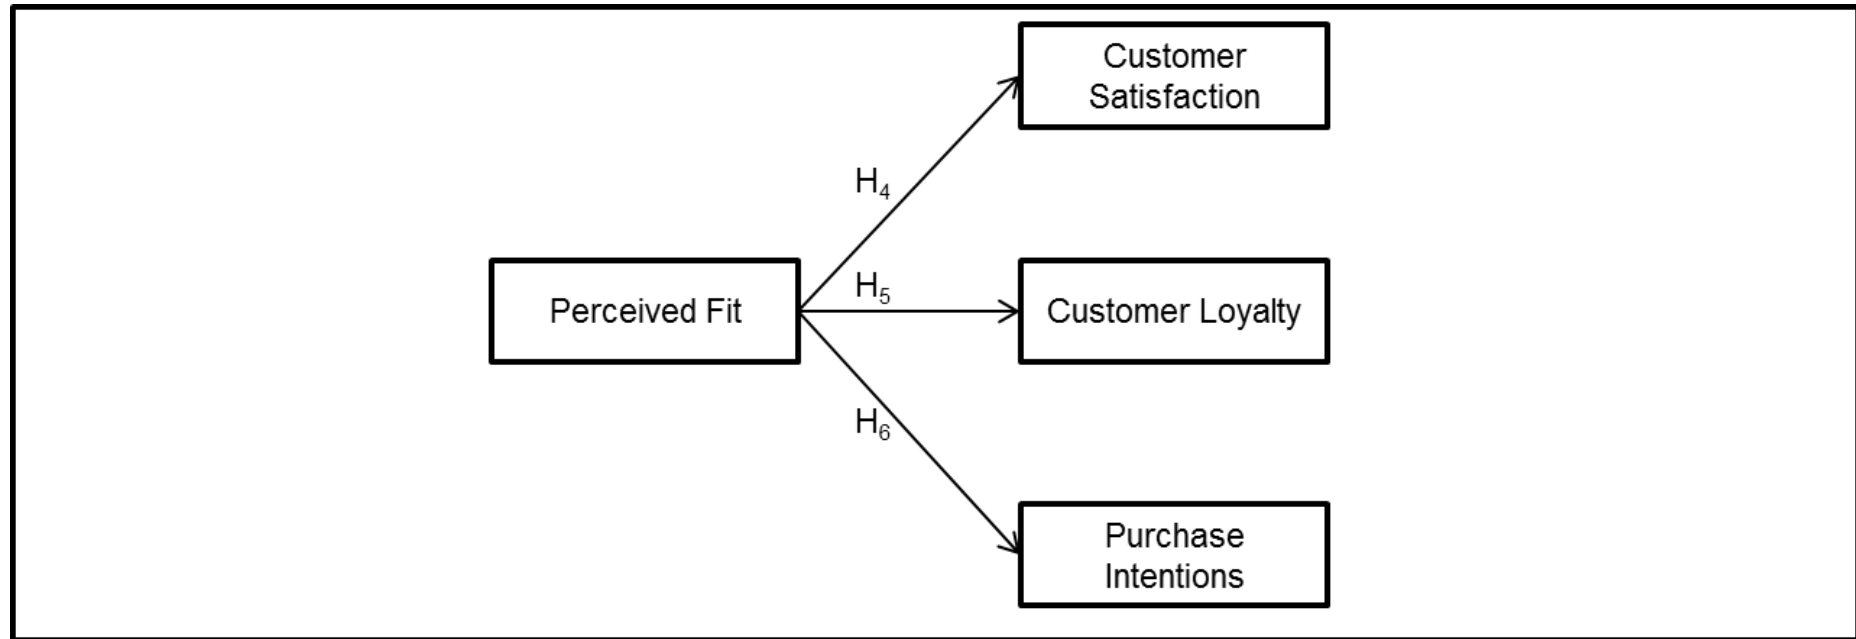 Customer
Satisfaction
H₄
Perceived Fit
H₅
Customer Loyalty
H₆
Purchase
Intentions